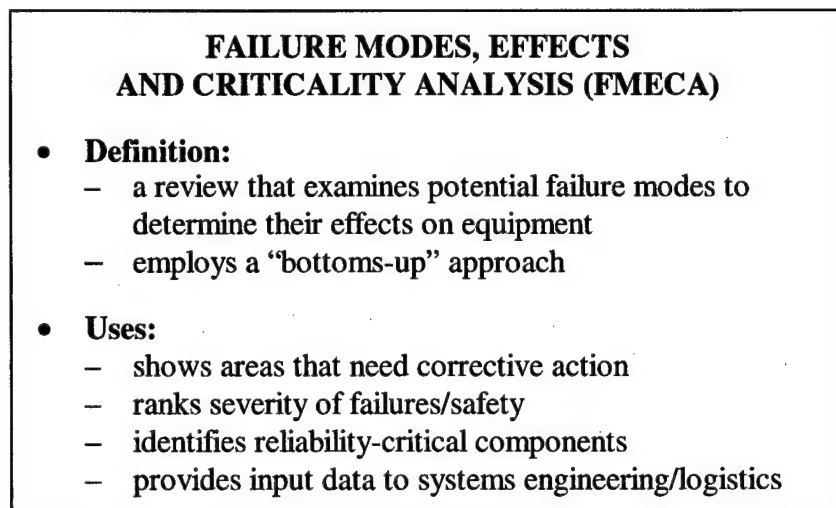 FAILURE MODES, EFFECTS
AND CRITICALITY ANALYSIS (FMECA)
• Definition:
– a review that examines potential failure modes to
determine their effects on equipment
– employs a “bottoms-up” approach
• Uses:
– shows areas that need corrective action
– ranks severity of failures/safety
– identifies reliability-critical components
– provides input data to systems engineering/logistics